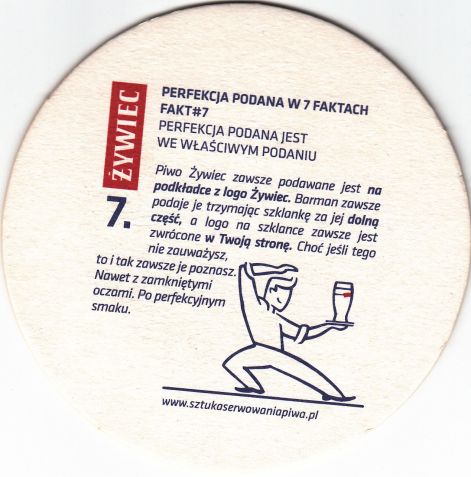 ŻYWIEC
7.
PERFEKCJA PODANA W 7 FAKTACH
FAKT#7
PERFEKCJA PODANA JEST
WE WŁAŚCIWYM PODANIU
Piwo Żywiec zawsze podawane jest na
podkładce z logo Żywiec. Barman zawsze
podaje je trzymając szklankę za jej dolną
część, a logo na szklance zawsze jest
zwrócone w Twoją stronę. Choć jeśli tego
nie zauważysz,
to i tak zawsze je poznasz.
Nawet z zamkniętymi
oczami. Po perfekcyjnym
smaku.
www.sztukaserwowaniapiwa.pl